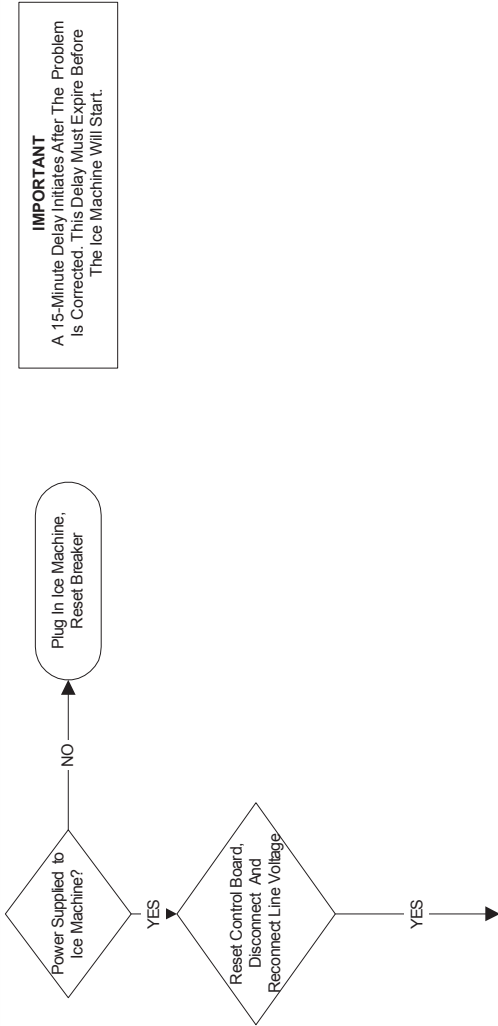 Power Supplied to
Ice Machine?
NO
Plug In Ice Machine,
Reset Breaker
IMPORTANT
A 15-Minute Delay Initiates After The Problem
Is Corrected. This Delay Must Expire Before
The Ice Machine Will Start.
YES
Reset Control Board,
Disconnect And
Reconnect Line Voltage
YES